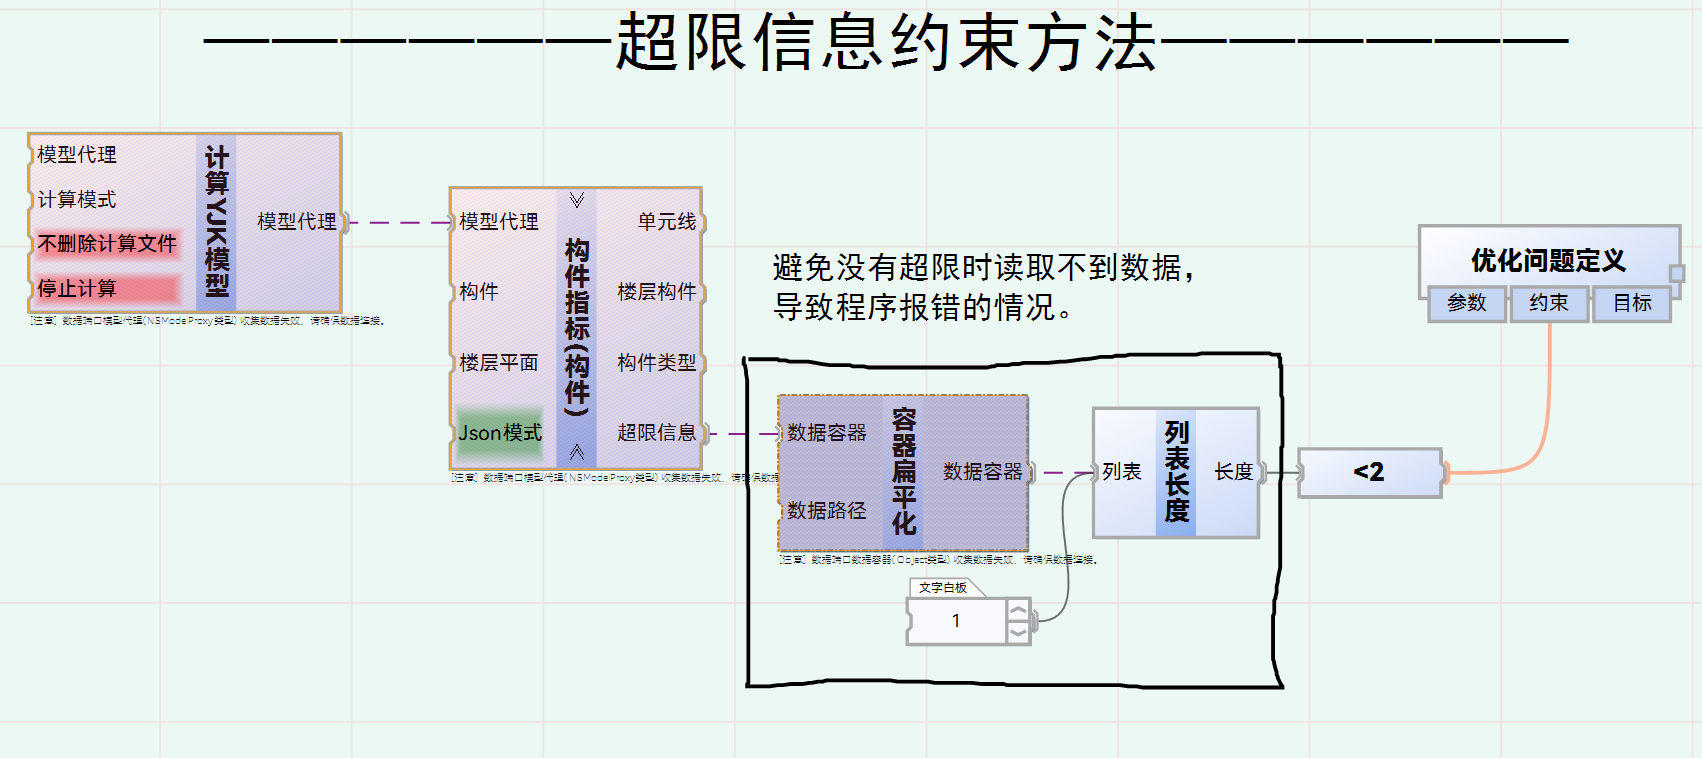 ————————超限信息约束方法————————
模型代理
计算模式
不删除计算文件
停止计算
计算YJK模型
模型代理
[注意] 数据端口模型代理(NSModelProxy类型) 收集数据失败，请确保数据连接。
模型代理
构件
楼层平面
Json模式
构件指标(构件)
单元线
楼层构件
构件类型
超限信息
[注意] 数据端口模型代理(NSModelProxy类型) 收集数据失败，请确保数据
避免没有超限时读取不到数据，
导致程序报错的情况。
数据容器
数据路径
容器扁平化
数据容器
[注意] 数据端口数据容器(Object类型) 收集数据失败，请确保数据连接。
文字白板
1
列表
列表长度
长度
<2
优化问题定义
参数
约束
目标